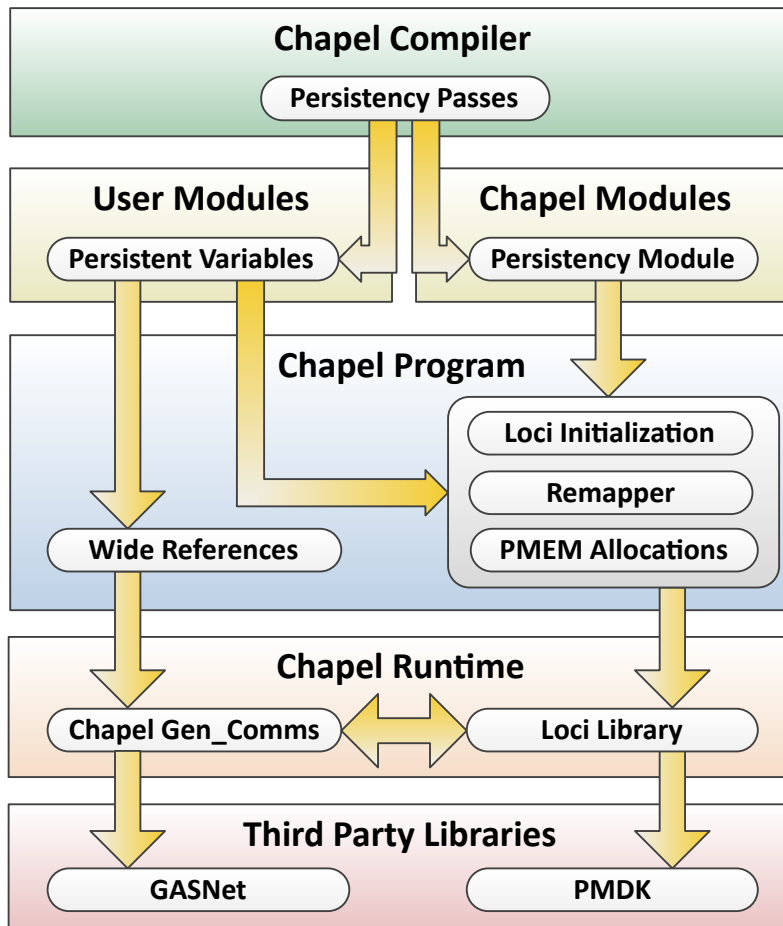 Chapel Compiler
Persistency Passes
User Modules
Chapel Modules
Persistent Variables
Persistency Module
Chapel Program
Loci Initialization
Remapper
Wide References
PMEM Allocations
Chapel Runtime
Chapel Gen_Comms
Loci Library
Third Party Libraries
GASNet
PMDK